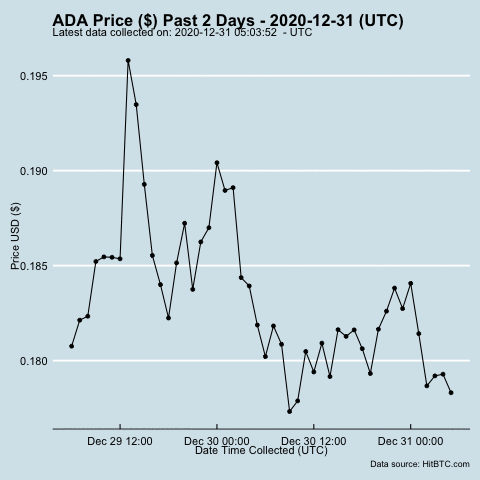 ADA Price ($) Past 2 Days - 2020-12-31 (UTC)
Latest data collected on: 2020-12-31 05:03:52 - UTC
0.195
0.190
0.185
0.180
Price USD ($)
Dec 29 12:00 Dec 30 00:00 Dec 30 12:00 Dec 31 00:00
Date Time Collected (UTC)
Data source: HitBTC.com